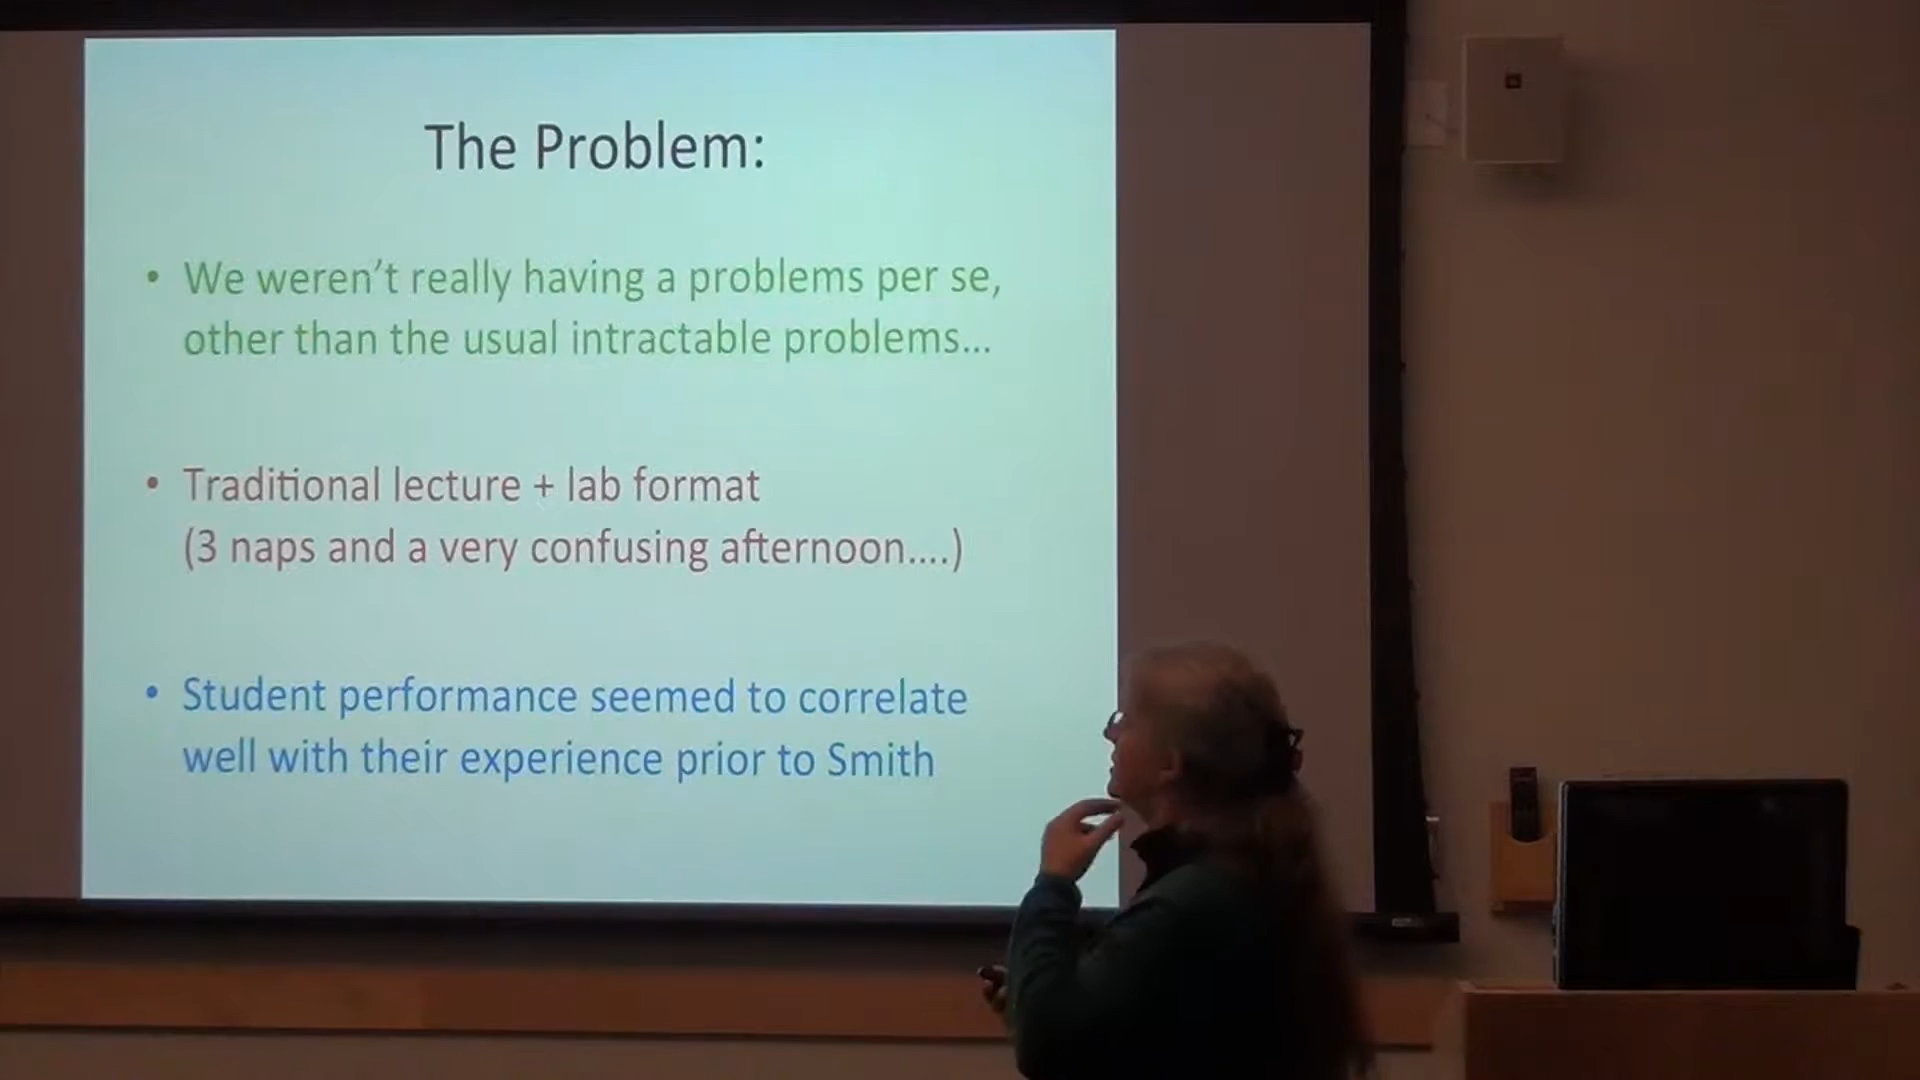 The Problem:
• We weren't really having a problems per se,
other than the usual intractable problems...
• Traditional lecture + lab format
(3 naps and a very confusing afternoon....)
• Student performance seemed to correlate
well with their experience prior to Smith